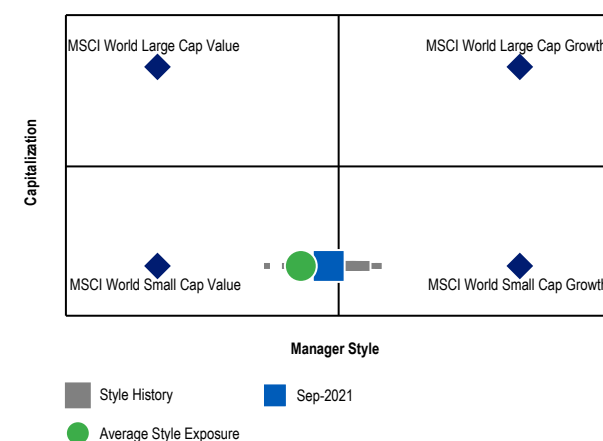 MSCI World Large Cap Value
MSCI World Large Cap Growth
Capitalization
MSCI World Small Cap Value
MSCI World Small Cap Growth
Manager Style
Style History
Sep-2021
Average Style Exposure